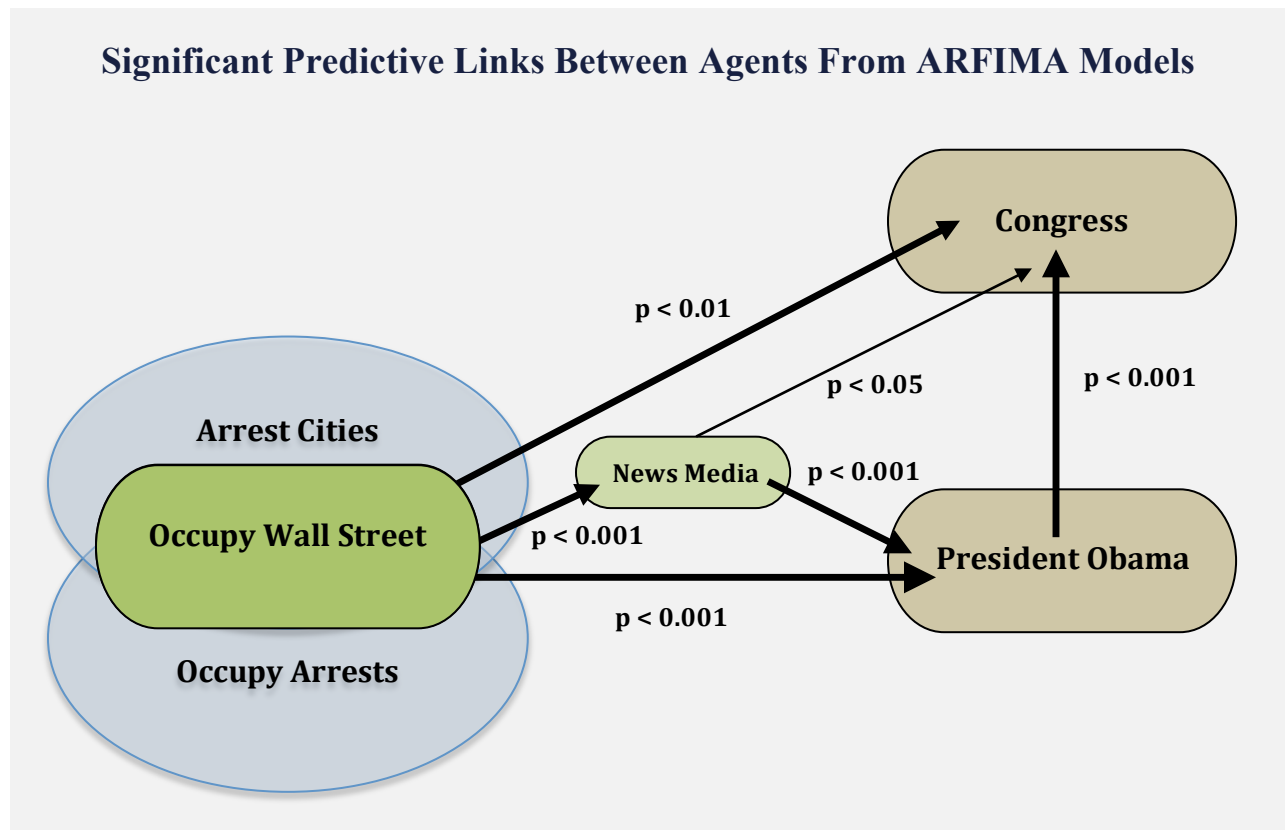 Significant Predictive Links Between Agents From ARFIMA Models
Congress
p < 0.01
p < 0.05
p < 0.001
Arrest Cities
News Media
p < 0.001
Occupy Wall Street
p < 0.001
President Obama
p < 0.001
Occupy Arrests